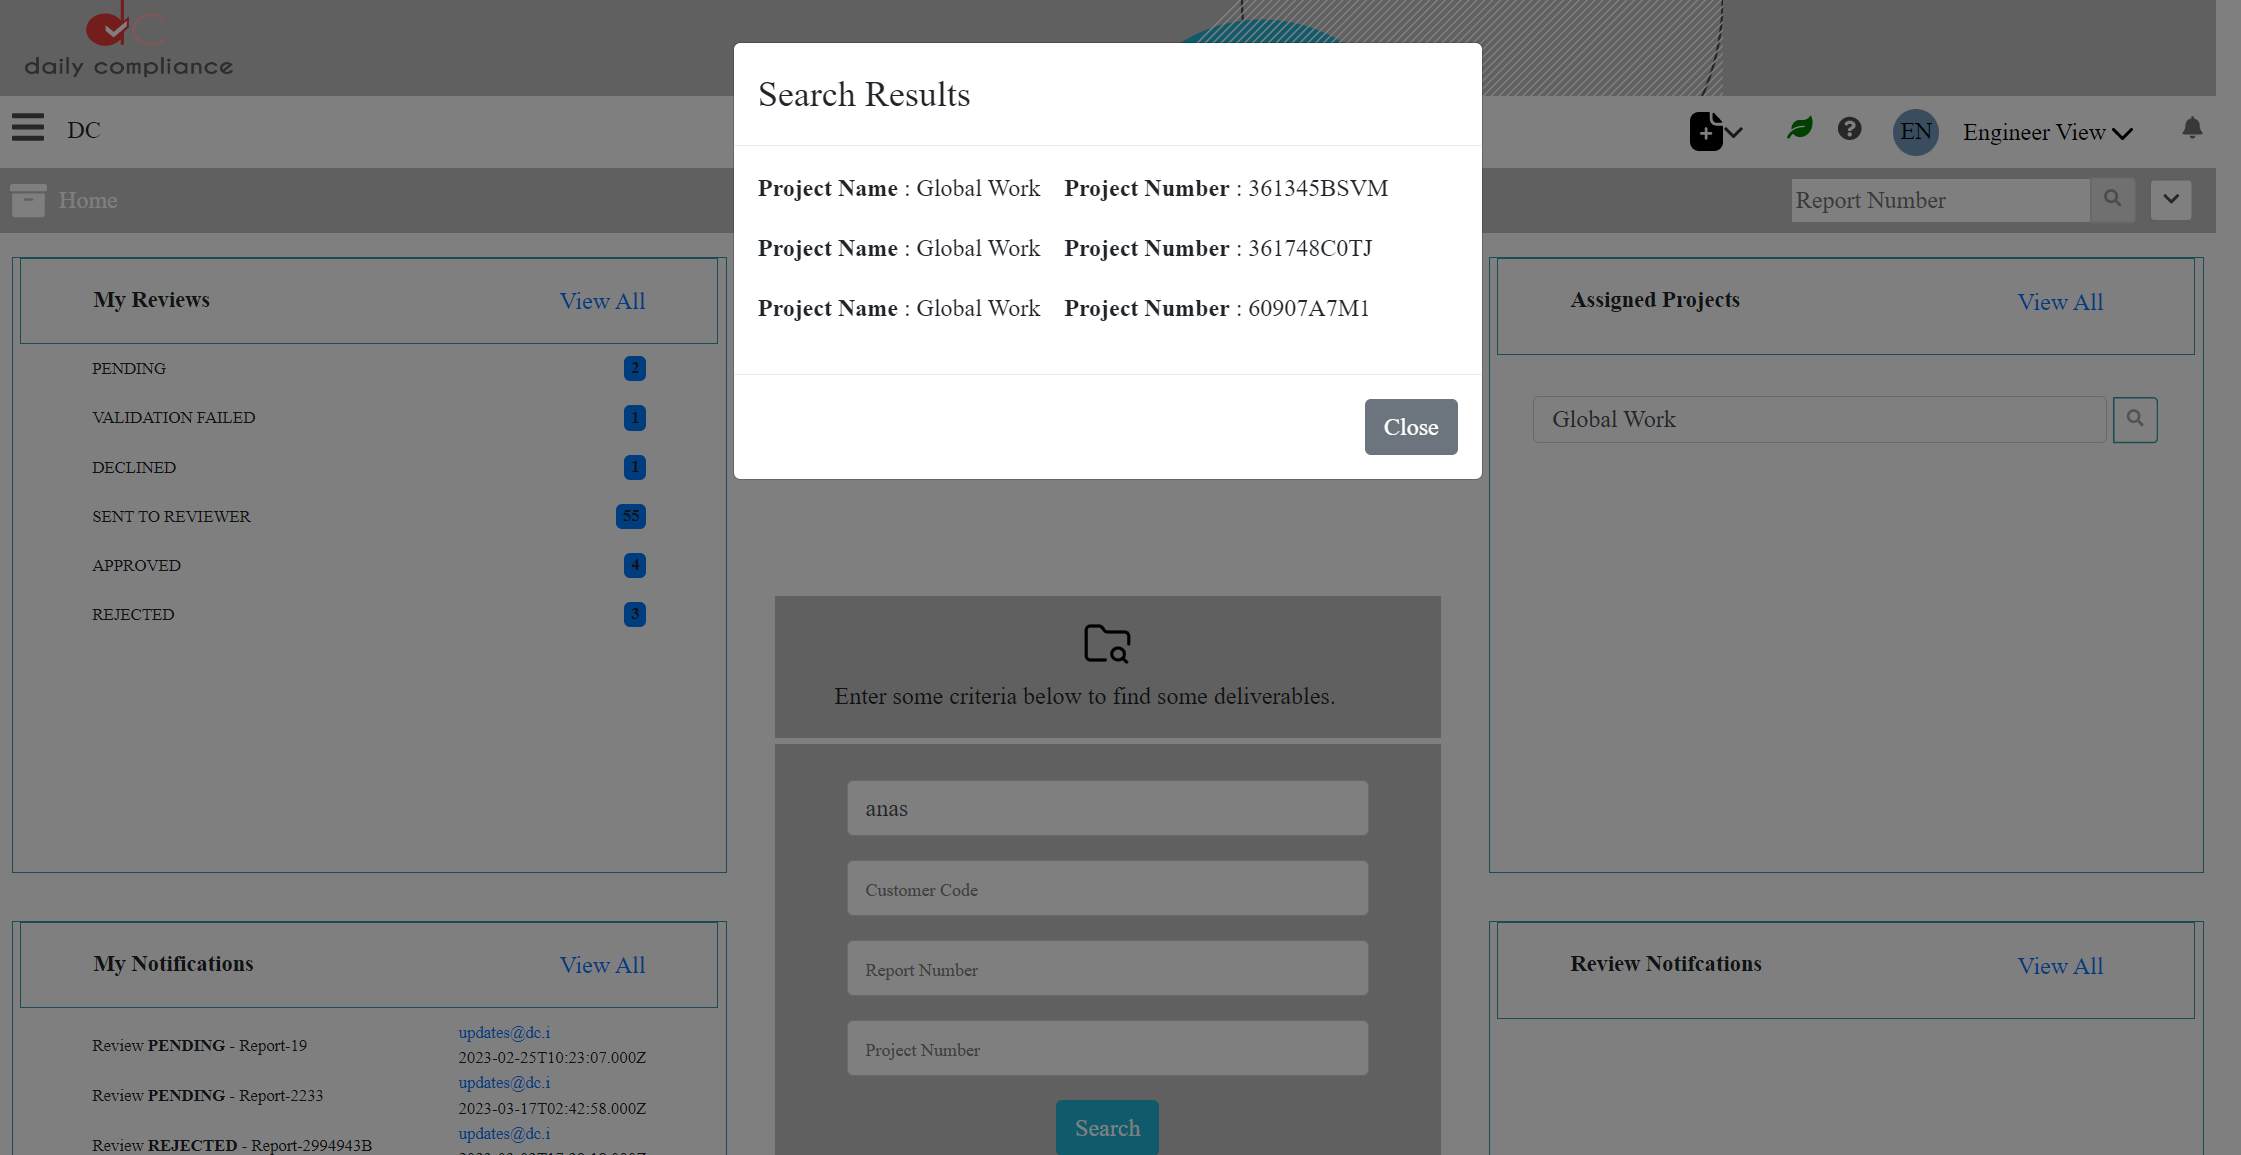 dc
daily compliance
DC
EN
Engineer View
Home
Report Number
Search Results
Project Name : Global Work Project Number : 361345BSVM
Project Name : Global Work Project Number : 361748C0TJ
Project Name : Global Work Project Number : 60907A7M1
Close
My Reviews View All
PENDING 2
VALIDATION FAILED 1
DECLINED 1
SENT TO REVIEWER 55
APPROVED 4
REJECTED 3
Assigned Projects View All
Global Work
Enter some criteria below to find some deliverables.
anas
Customer Code
Report Number
Project Number
Search
My Notifications View All
Review PENDING - Report-19
updates@dc.i
2023-02-25T10:23:07.000Z
Review PENDING - Report-2233
updates@dc.i
2023-03-17T02:42:58.000Z
Review REJECTED - Report-2994943B
updates@dc.i
Review Notifcations View All